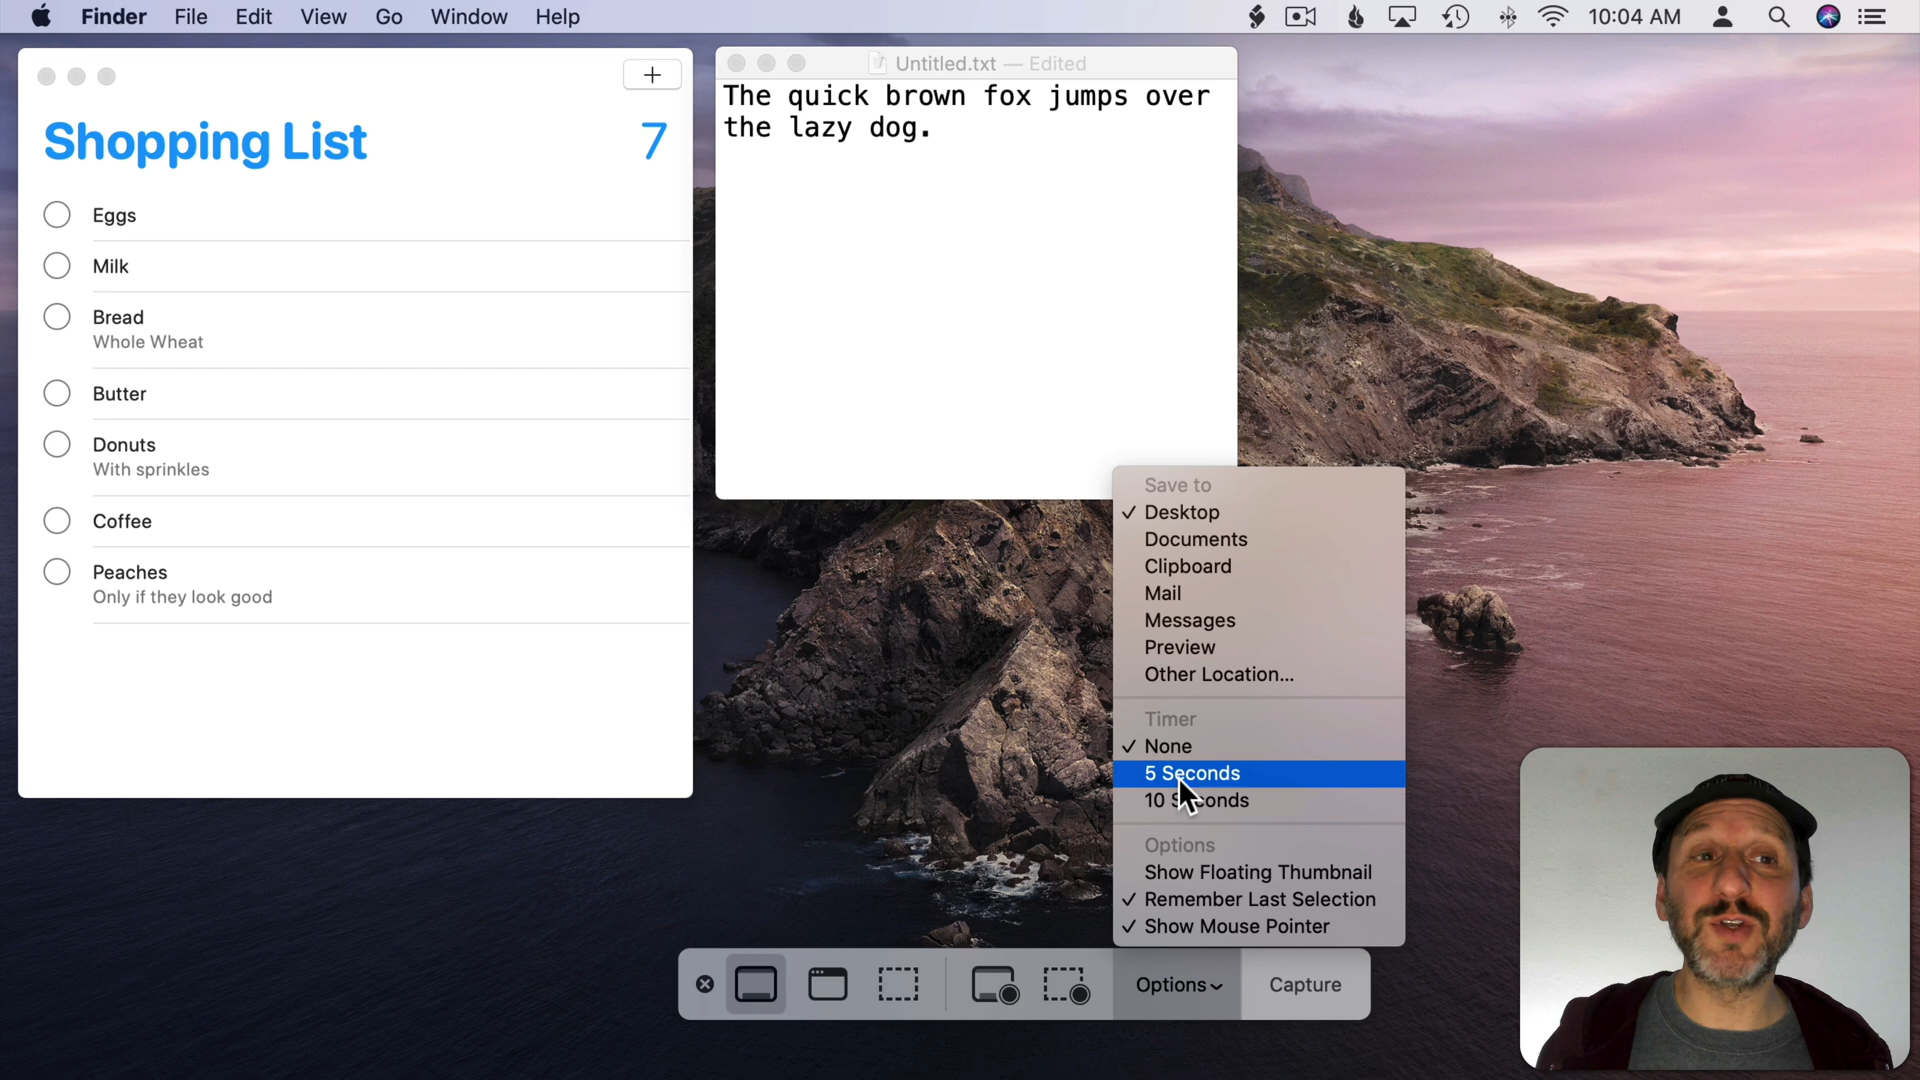 Finder File Edit View Go Window Help 10:04 AM
Shopping List 7
Eggs
Milk
Bread
Whole Wheat
Butter
Donuts
With sprinkles
Coffee
Peaches
Only if they look good
Untitled.txt — Edited
The quick brown fox jumps over
the lazy dog.
Save to
Desktop
Documents
Clipboard
Mail
Messages
Preview
Other Location...
Timer
None
5 Seconds
10 Seconds
Options
Show Floating Thumbnail
Remember Last Selection
Show Mouse Pointer
Options
Capture